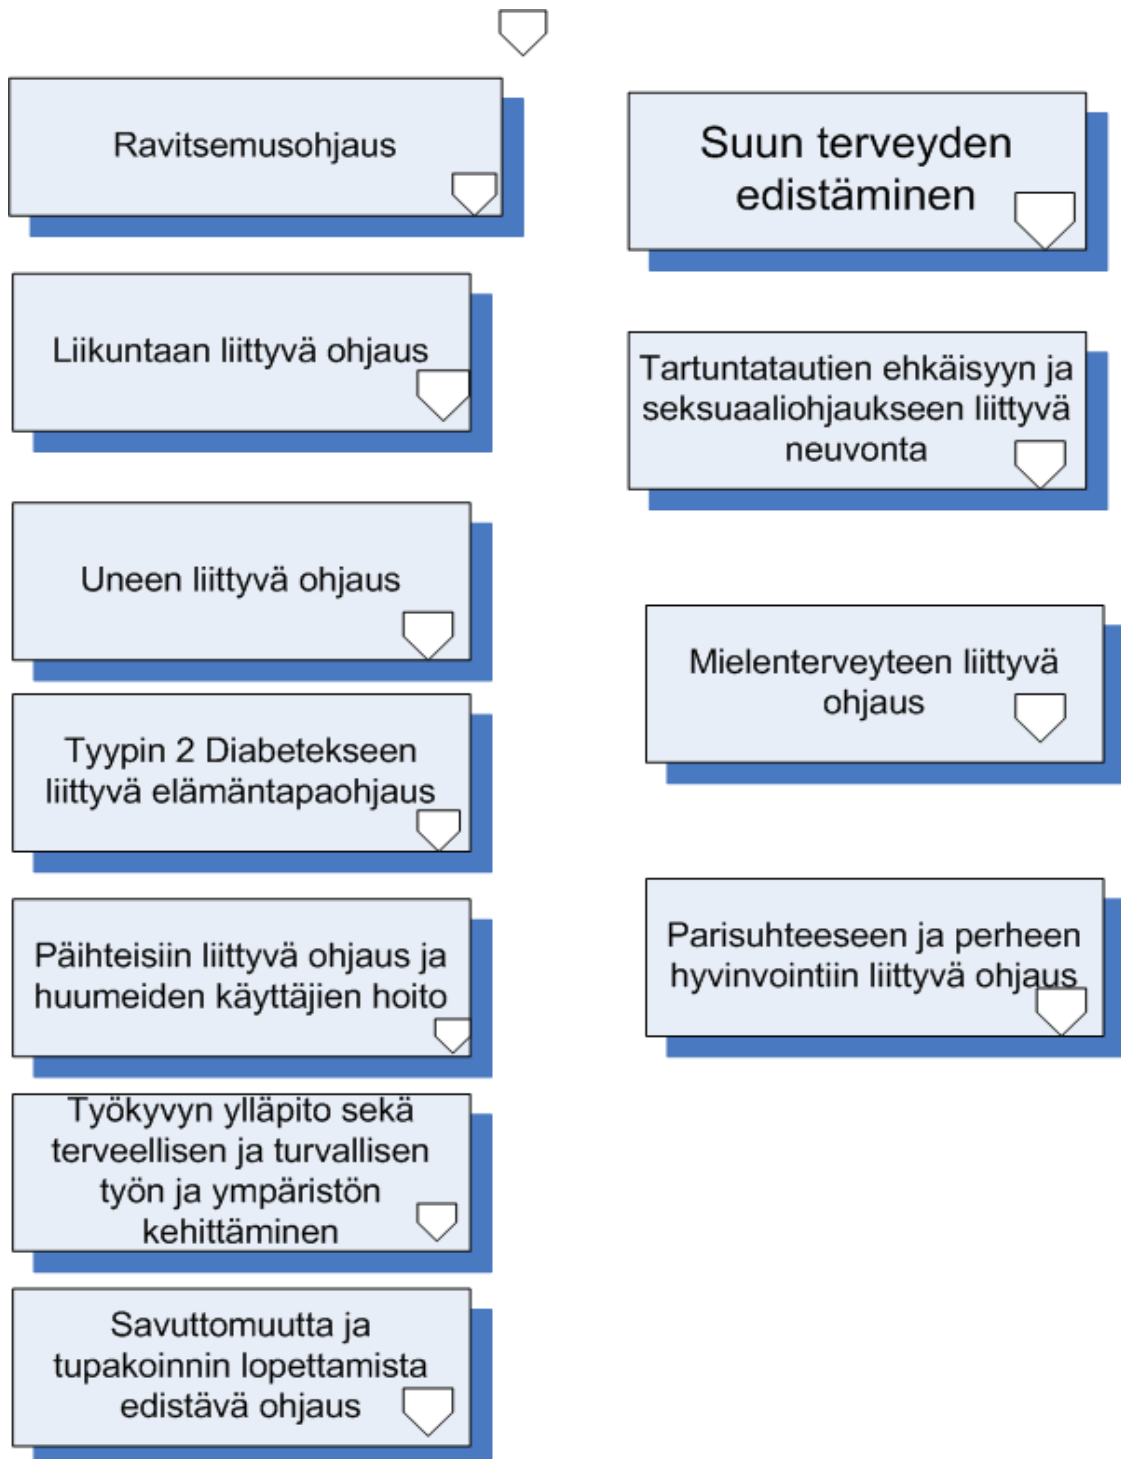 Ravitsemusohjaus
Liikuntaan liittyvä ohjaus
Uneen liittyvä ohjaus
Tyypin 2 Diabetekseen
liittyvä elämäntapaohjaus
Päihteisiin liittyvä ohjaus ja
huumeiden käyttäjien hoito
Työkyvyn ylläpito sekä
terveellisen ja turvallisen
työn ja ympäristön
kehittäminen
Savuttomuutta ja
tupakoinnin lopettamista
edistävä ohjaus
Suun terveyden
edistäminen
Tartuntatautien ehkäisyyn ja
seksuaaliohjaukseen liittyvä
neuvonta
Mielenterveyteen liittyvä
ohjaus
Parisuhteeseen ja perheen
hyvinvointiin liittyvä ohjaus